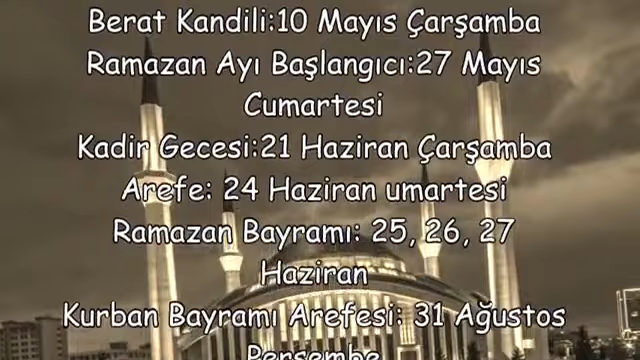 Berat Kandili:10 Mayıs Çarşamba
Ramazan Ayı Başlangıcı:27 Mayıs
Cumartesi
Kadir Gecesi:21 Haziran Çarşamba
Arefe: 24 Haziran umartesi
Ramazan Bayramı: 25, 26, 27
Haziran
Kurban Bayramı Arefesi: 31 Ağustos
Perşembe